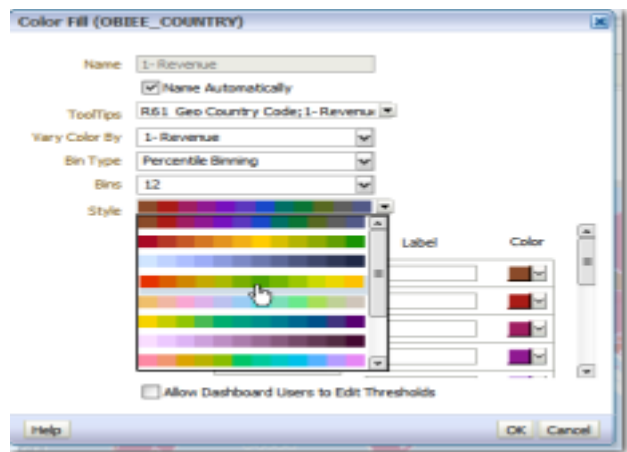 Color Fill (OBIEE_COUNTRY)
Name 1- Revenue
Name Automatically
ToolTips R61 Geo Country Code;1- Revenue
Vary Color By 1- Revenue
Bin Type Percentile Binning
Bins 12
Style
Label Color
Allow Dashboard Users to Edit Thresholds
Help OK Cancel